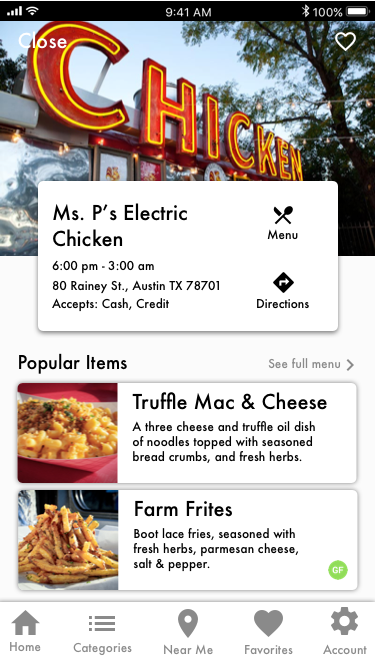 9:41 AM 100%
Close
CHICKEN
Ms. P's Electric
Chicken
6:00 pm - 3:00 am
80 Rainey St., Austin TX 78701
Accepts: Cash, Credit
Menu
Directions
Popular Items
See full menu
Truffle Mac & Cheese
A three cheese and truffle oil dish
of noodles topped with seasoned
bread crumbs, and fresh herbs.
Farm Frites
Boot lace fries, seasoned with
fresh herbs, parmesan cheese,
salt & pepper.
GF
Home
Categories
Near Me
Favorites
Account